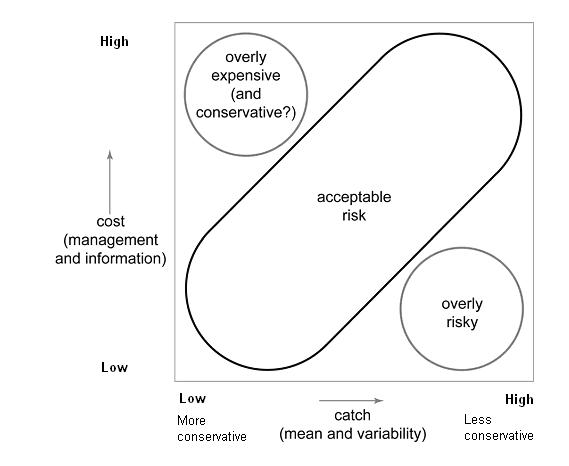 High
overly
expensive
(and
conservative?)
acceptable
risk
cost
(management
and information)
overly
risky
Low
Low
High
More
conservative
catch
(mean and variability)
Less
conservative